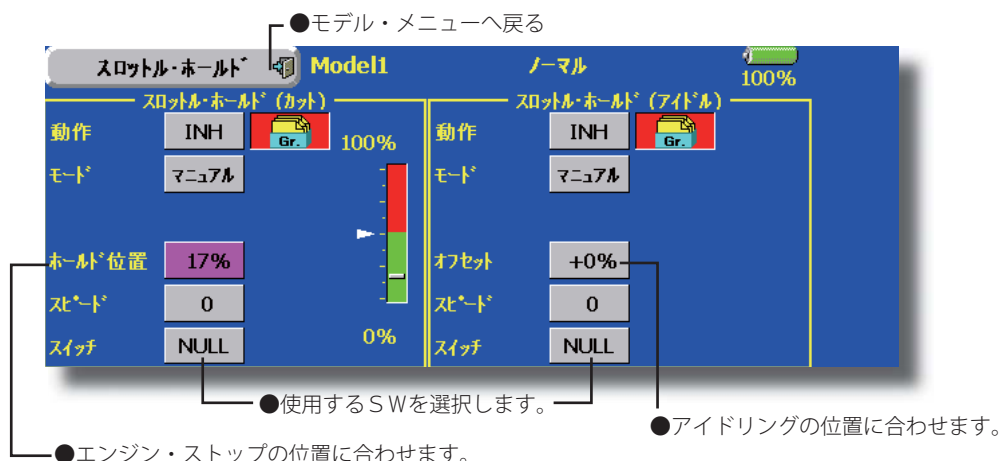 ●モデル・メニューへ戻る
スロットル・ホールド Model1 ノーマル 100%
スロットル・ホールド (カット) スロットル・ホールド (アイドル)
動作 INH Gr. 100% 動作 INH Gr.
モード マニュアル モード マニュアル
ホールド位置 17% オフセット +0%
スピード 0 スピード 0
スイッチ NULL 0% スイッチ NULL
●使用するＳＷを選択します。
●アイドリングの位置に合わせます。
●エンジン・ストップの位置に合わせます。